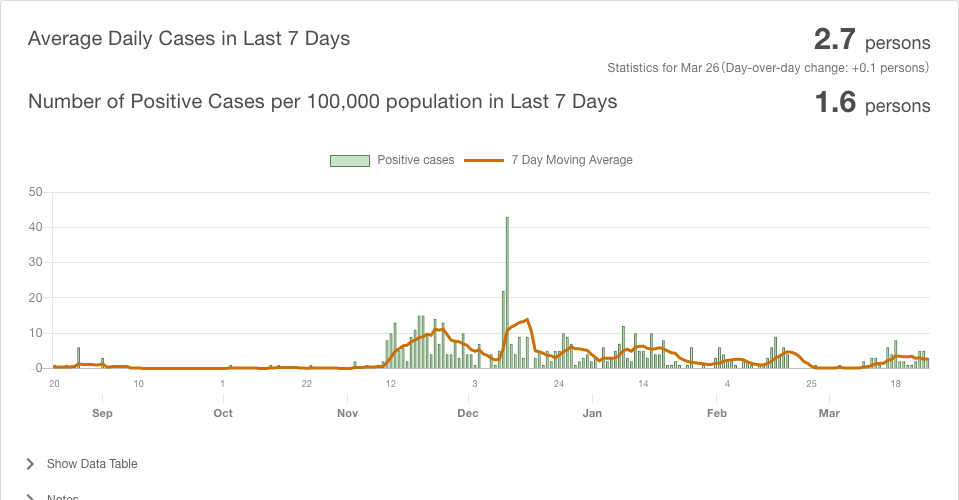 Average Daily Cases in Last 7 Days
2.7 persons
Statistics for Mar 26 (Day-over-day change: +0.1 persons)
Number of Positive Cases per 100,000 population in Last 7 Days
1.6 persons
Positive cases 7 Day Moving Average
50
40
30
20
10
0
20 10 1 22 12 3 24 14 4 25 18
Sep Oct Nov Dec Jan Feb Mar
Show Data Table
Notes